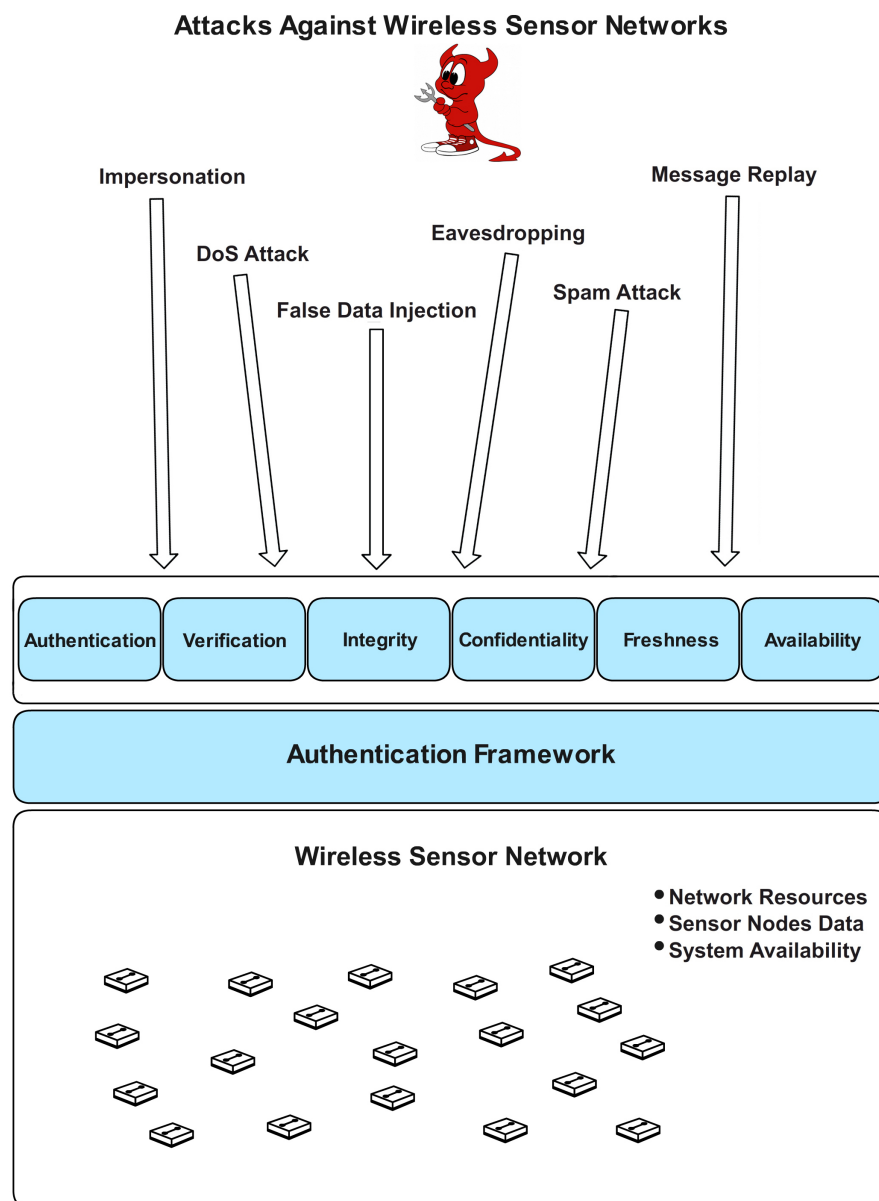 Attacks Against Wireless Sensor Networks
Impersonation
Message Replay
DoS Attack
Eavesdropping
False Data Injection
Spam Attack
Authentication
Verification
Integrity
Confidentiality
Freshness
Availability
Authentication Framework
Wireless Sensor Network
• Network Resources
• Sensor Nodes Data
• System Availability